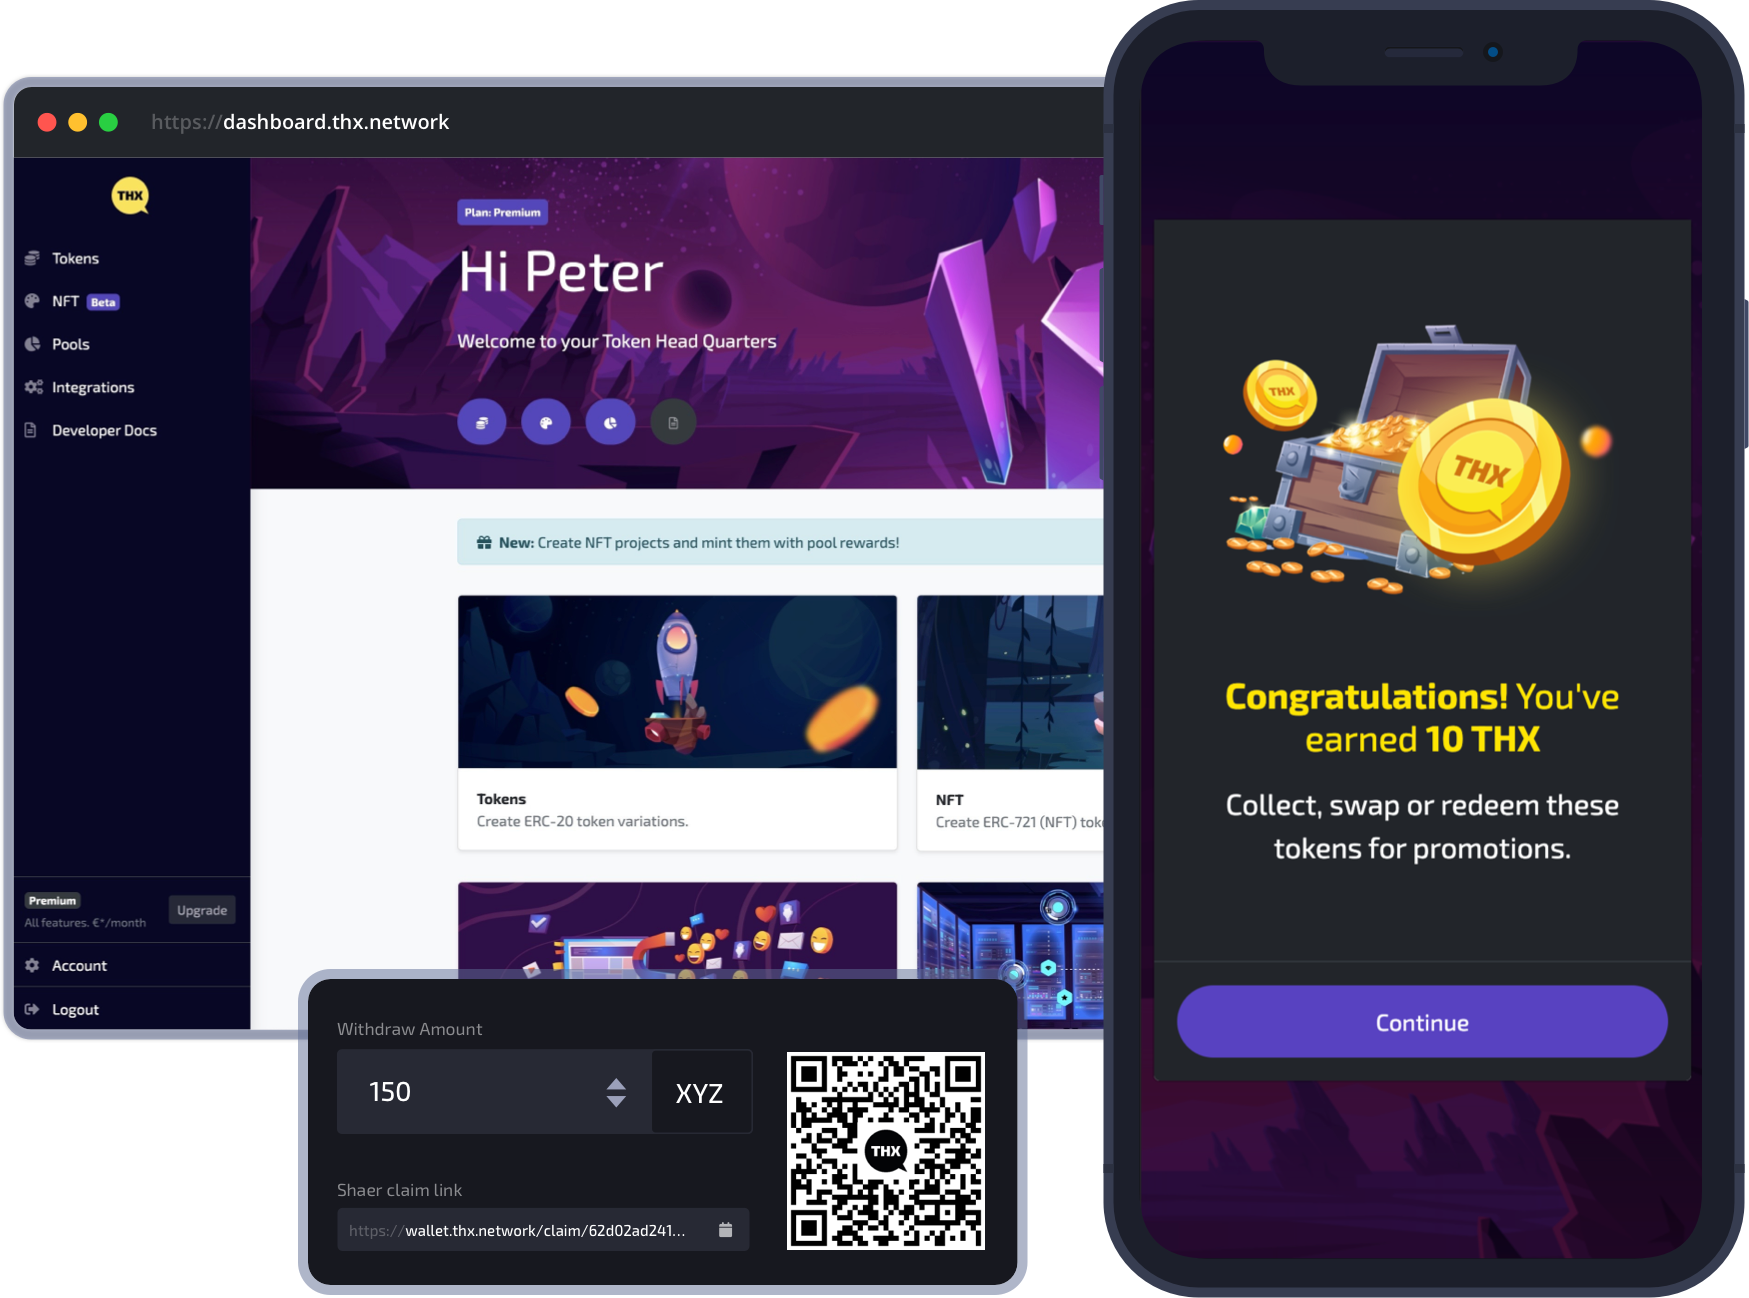 https://dashboard.thx.network
THX
Tokens
NFT Beta
Pools
Integrations
Developer Docs
Premium
All features. €*/month
Upgrade
Account
Logout
Plan: Premium
Hi Peter
Welcome to your Token Head Quarters
New: Create NFT projects and mint them with pool rewards!
Tokens
Create ERC-20 token variations.
NFT
Create ERC-721 (NFT) tok
Withdraw Amount
150
XYZ
Shaer claim link
https://wallet.thx.network/claim/62d02ad241...
THX
THX
THX
Congratulations! You've
earned 10 THX
Collect, swap or redeem these
tokens for promotions.
Continue